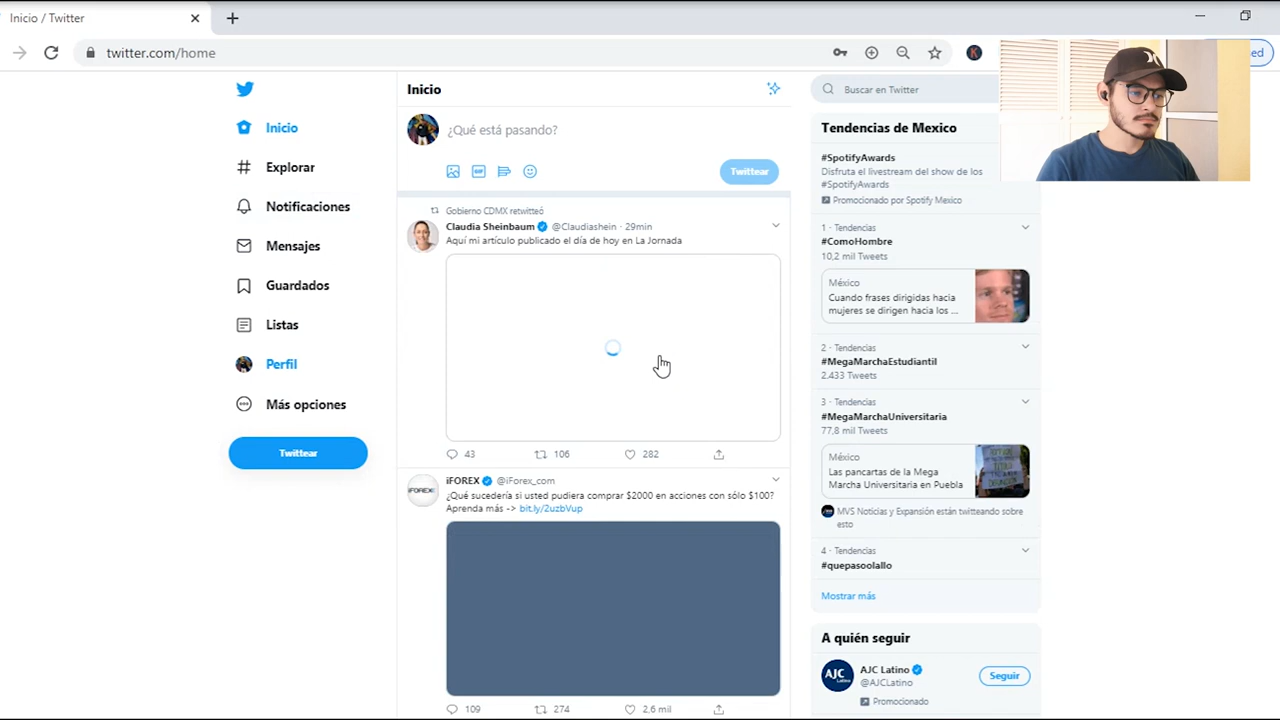 Inicio / Twitter
twitter.com/home
Inicio
Explorar
Notificaciones
Mensajes
Guardados
Listas
Perfil
Más opciones
Twittear
Inicio
¿Qué está pasando?
GIF
Twittear
Gobierno CDMX retwitteó
Claudia Sheinbaum @Claudiashein · 29min
Aquí mi artículo publicado el día de hoy en La Jornada
43 106 282
iFOREX @iForex_com
¿Qué sucedería si usted pudiera comprar $2000 en acciones con sólo $100?
Aprenda más -> bit.ly/2uzbVup
iFOREX
109 274 2.6 mil
Buscar en Twitter
Tendencias de Mexico
#SpotifyAwards
Disfruta el livestream del show de los
#SpotifyAwards
Promocionado por Spotify Mexico
1 · Tendencias
#ComoHombre
10,2 mil Tweets
México
Cuando frases dirigidas hacia
mujeres se dirigen hacia los ...
2 · Tendencias
#MegaMarchaEstudiantil
2.433 Tweets
3 · Tendencias
#MegaMarchaUniversitaria
77,8 mil Tweets
México
Las pancartas de la Mega
Marcha Universitaria en Puebla
MVS Noticias y Expansión están twitteando sobre
esto
4 · Tendencias
#quepasoolallo
Mostrar más
A quién seguir
AJC Latino
@AJCLatino
Promocionado
Seguir
AJC
Latino
K
ed